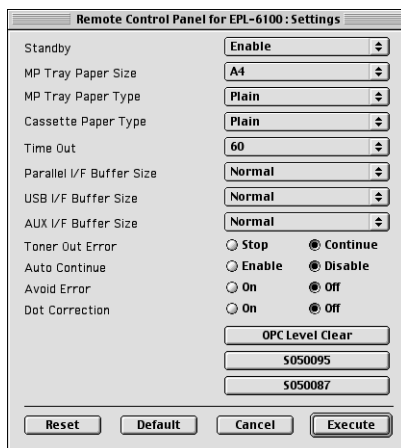 Remote Control Panel for EPL-6100 : Settings
Standby Enable
MP Tray Paper Size A4
MP Tray Paper Type Plain
Cassette Paper Type Plain
Time Out 60
Parallel I/F Buffer Size Normal
USB I/F Buffer Size Normal
AUX I/F Buffer Size Normal
Toner Out Error Stop Continue
Auto Continue Enable Disable
Avoid Error On Off
Dot Correction On Off
OPC Level Clear
S050095
S050087
Reset Default Cancel Execute